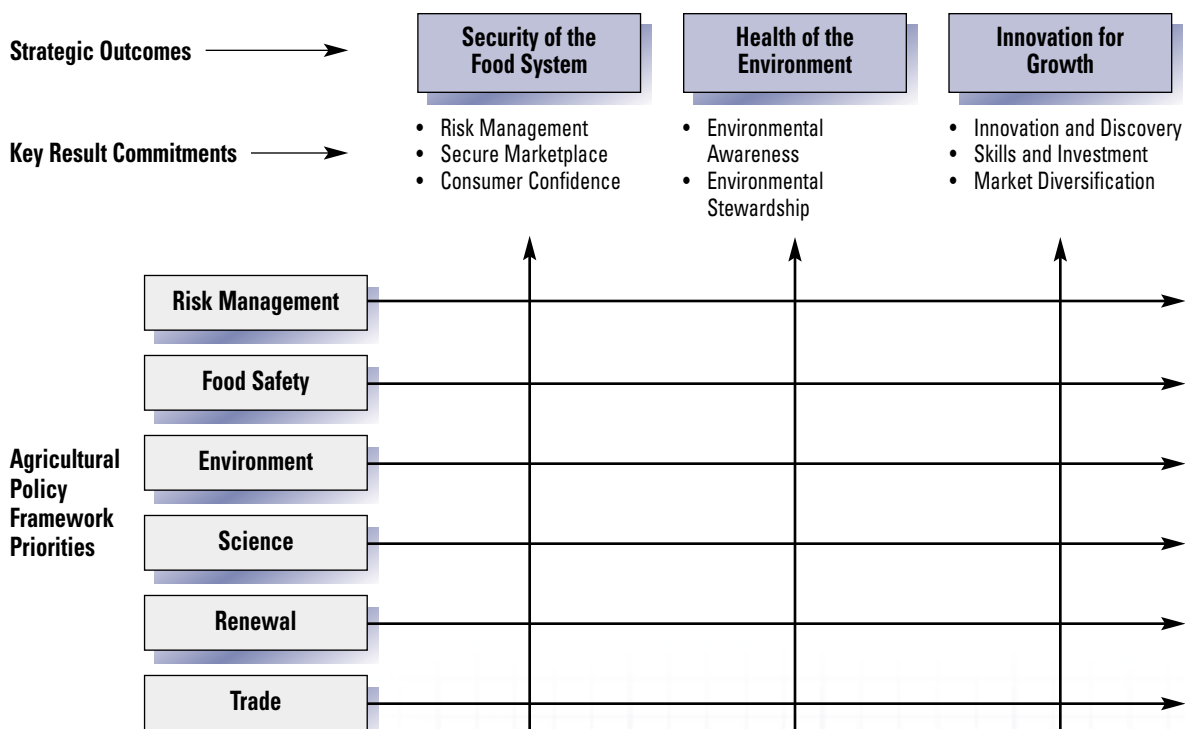 Strategic Outcomes
Security of the
Food System
Health of the
Environment
Innovation for
Growth
Key Result Commitments
• Risk Management
• Secure Marketplace
• Consumer Confidence
• Environmental
Awareness
• Environmental
Stewardship
• Innovation and Discovery
• Skills and Investment
• Market Diversification
Agricultural
Policy
Framework
Priorities
Risk Management
Food Safety
Environment
Science
Renewal
Trade